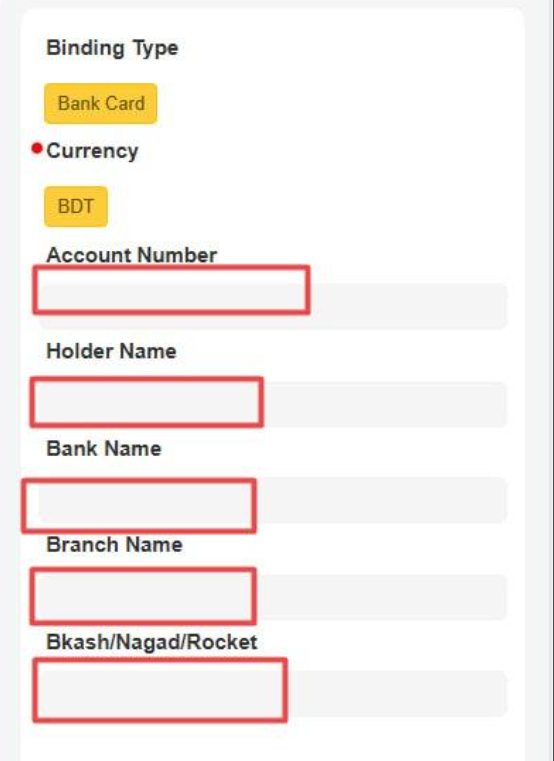 Binding Type
Bank Card
Currency
BDT
Account Number
Holder Name
Bank Name
Branch Name
Bkash/Nagad/Rocket